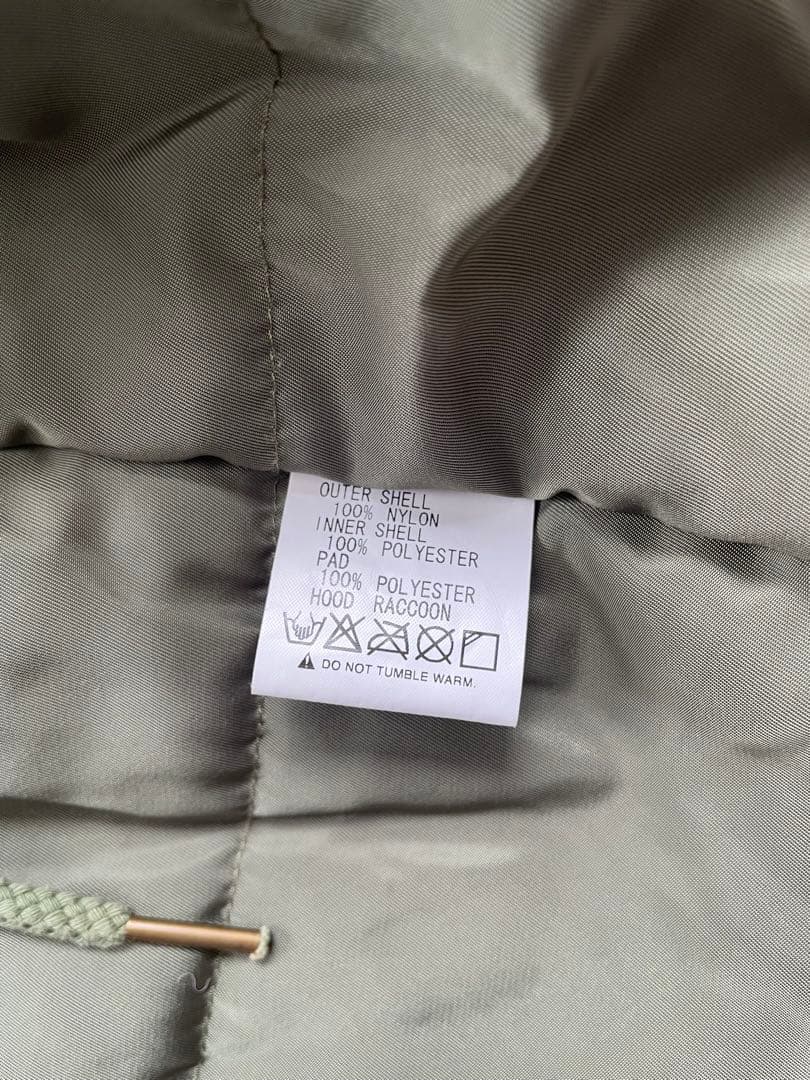 OUTER SHELL
100% NYLON
INNER SHELL
100% POLYESTER
PAD
100% POLYESTER
HOOD RACCOON
DO NOT TUMBLE WARM.